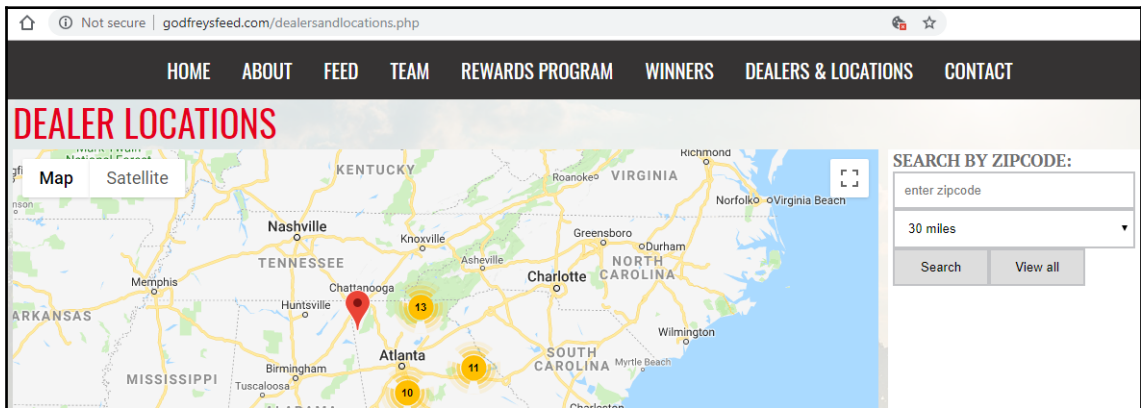 Not secure | godfreysfeed.com/dealersandlocations.php
HOME ABOUT FEED TEAM REWARDS PROGRAM WINNERS DEALERS & LOCATIONS CONTACT
DEALER LOCATIONS
SEARCH BY ZIPCODE:
enter zipcode
30 miles
Search View all
Map Satellite
KENTUCKY
Richmond
Roanoke
VIRGINIA
Norfolk
Virginia Beach
Nashville
Knoxville
Greensboro
Durham
TENNESSEE
Asheville
NORTH
CAROLINA
Charlotte
Memphis
Chattanooga
Huntsville
13
ARKANSAS
Wilmington
Atlanta
SOUTH
CAROLINA
Myrtle Beach
11
Birmingham
MISSISSIPPI
Tuscaloosa
10
Charleston
ALABAMA